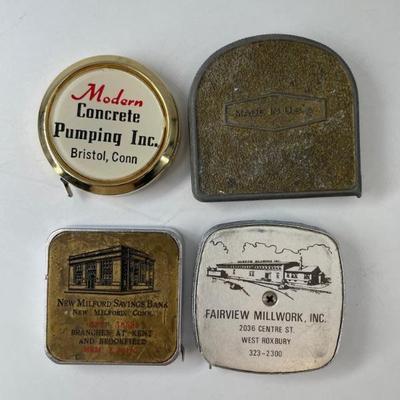 Modern
Concrete
Pumping Inc.
Bristol, Conn
MADE IN U.S.A.
NEW MILFORD SAVINGS BANK
NEW MILFORD, CONN.
BRANCHES AT KENT
AND BROOKFIELD
FAIRVIEW MILLWORK, INC.
2036 CENTRE ST.
WEST ROXBURY
323-2300